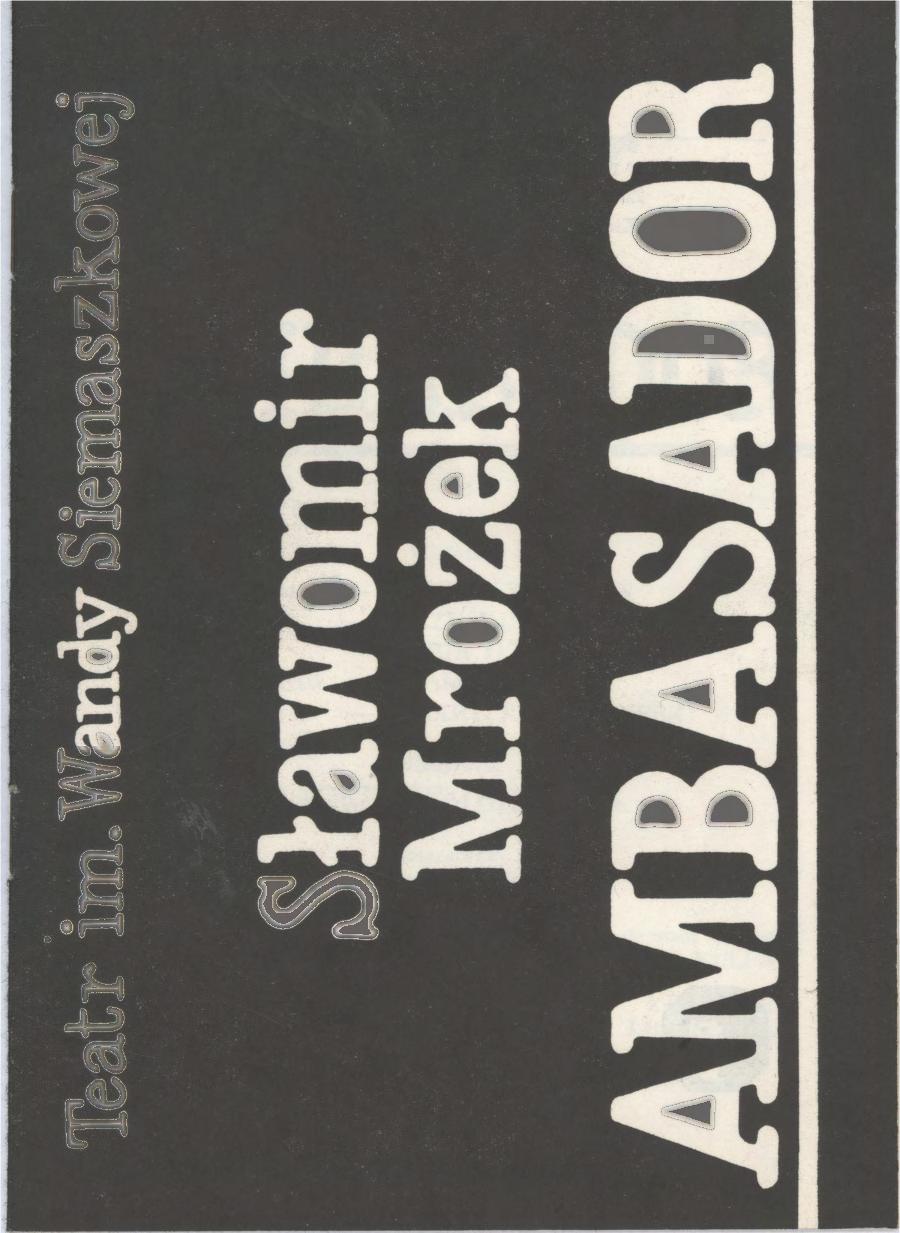 Teatr im. Wandy Siemaszkowej
Sławomir
Mrożek
AMBASADOR